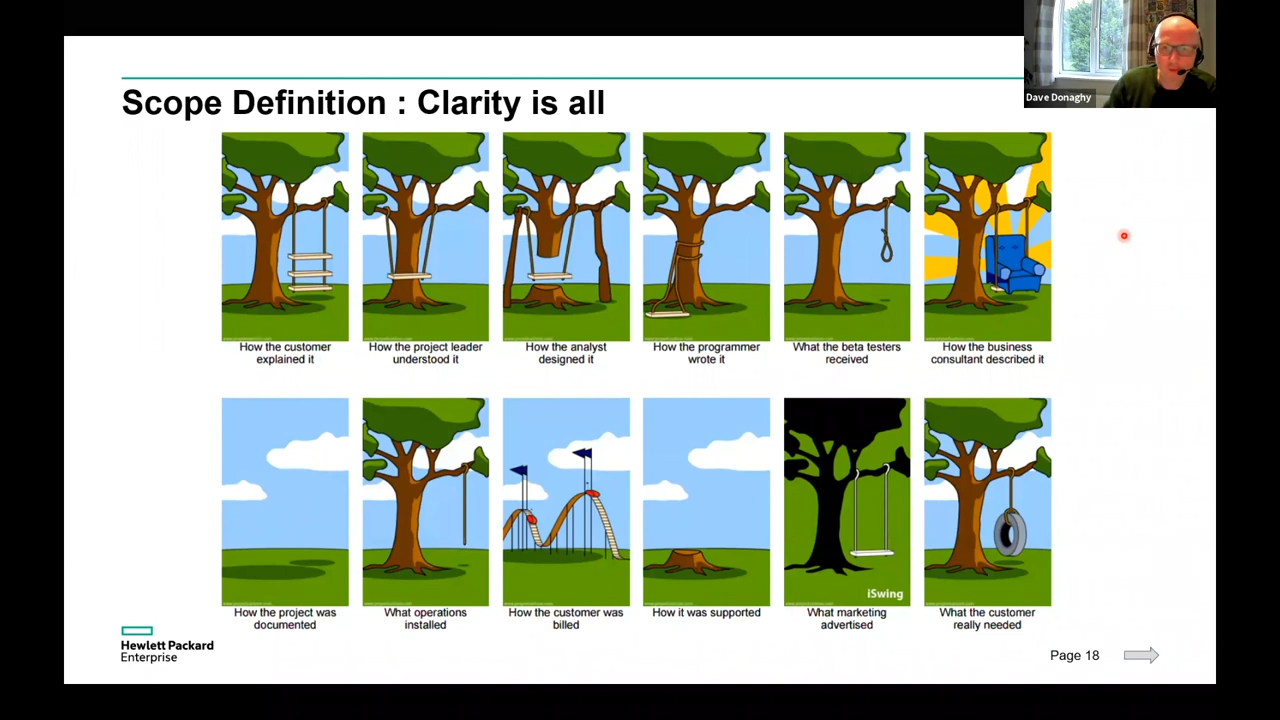 Dave Donaghy
Scope Definition : Clarity is all
How the customer
explained it
How the project leader
understood it
How the analyst
designed it
How the programmer
wrote it
What the beta testers
received
How the business
consultant described it
How the project was
documented
What operations
installed
How the customer was
billed
How it was supported
iSwing
What marketing
advertised
What the customer
really needed
Hewlett Packard
Enterprise
Page 18